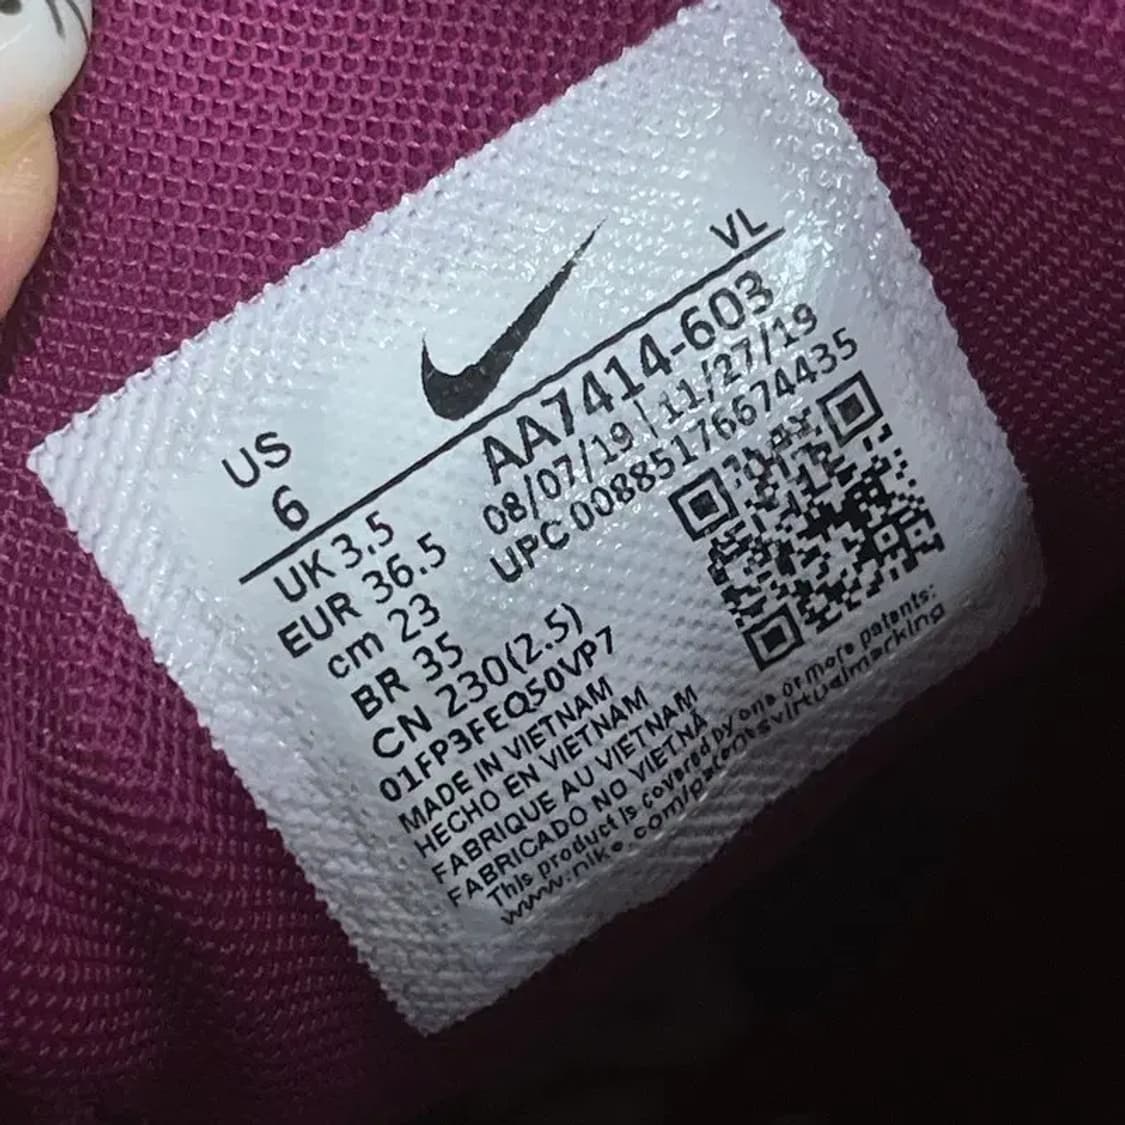 US
6
VL
UK 3.5
EUR 36.5
cm 23
BR 35
CN 230(2.5)
AA7414-603
08/07/19 | 11/27/19
UPC 00885176674435
01FP3FEQ50VP7
MADE IN VIETNAM
HECHO EN VIETNAM
FABRIQUE AU VIETNAM
FABRICADO NO VIETNÃ
This product is covered by one or more patents:
www.nike.com/patentsvirtualmarking